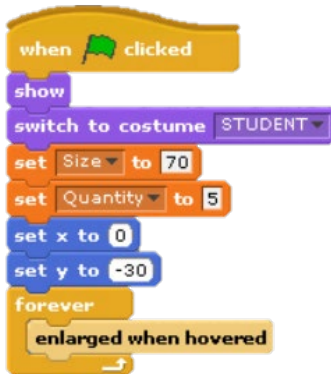 when clicked
show
switch to costume STUDENT
set Size to 70
set Quantity to 5
set x to 0
set y to -30
forever
enlarged when hovered